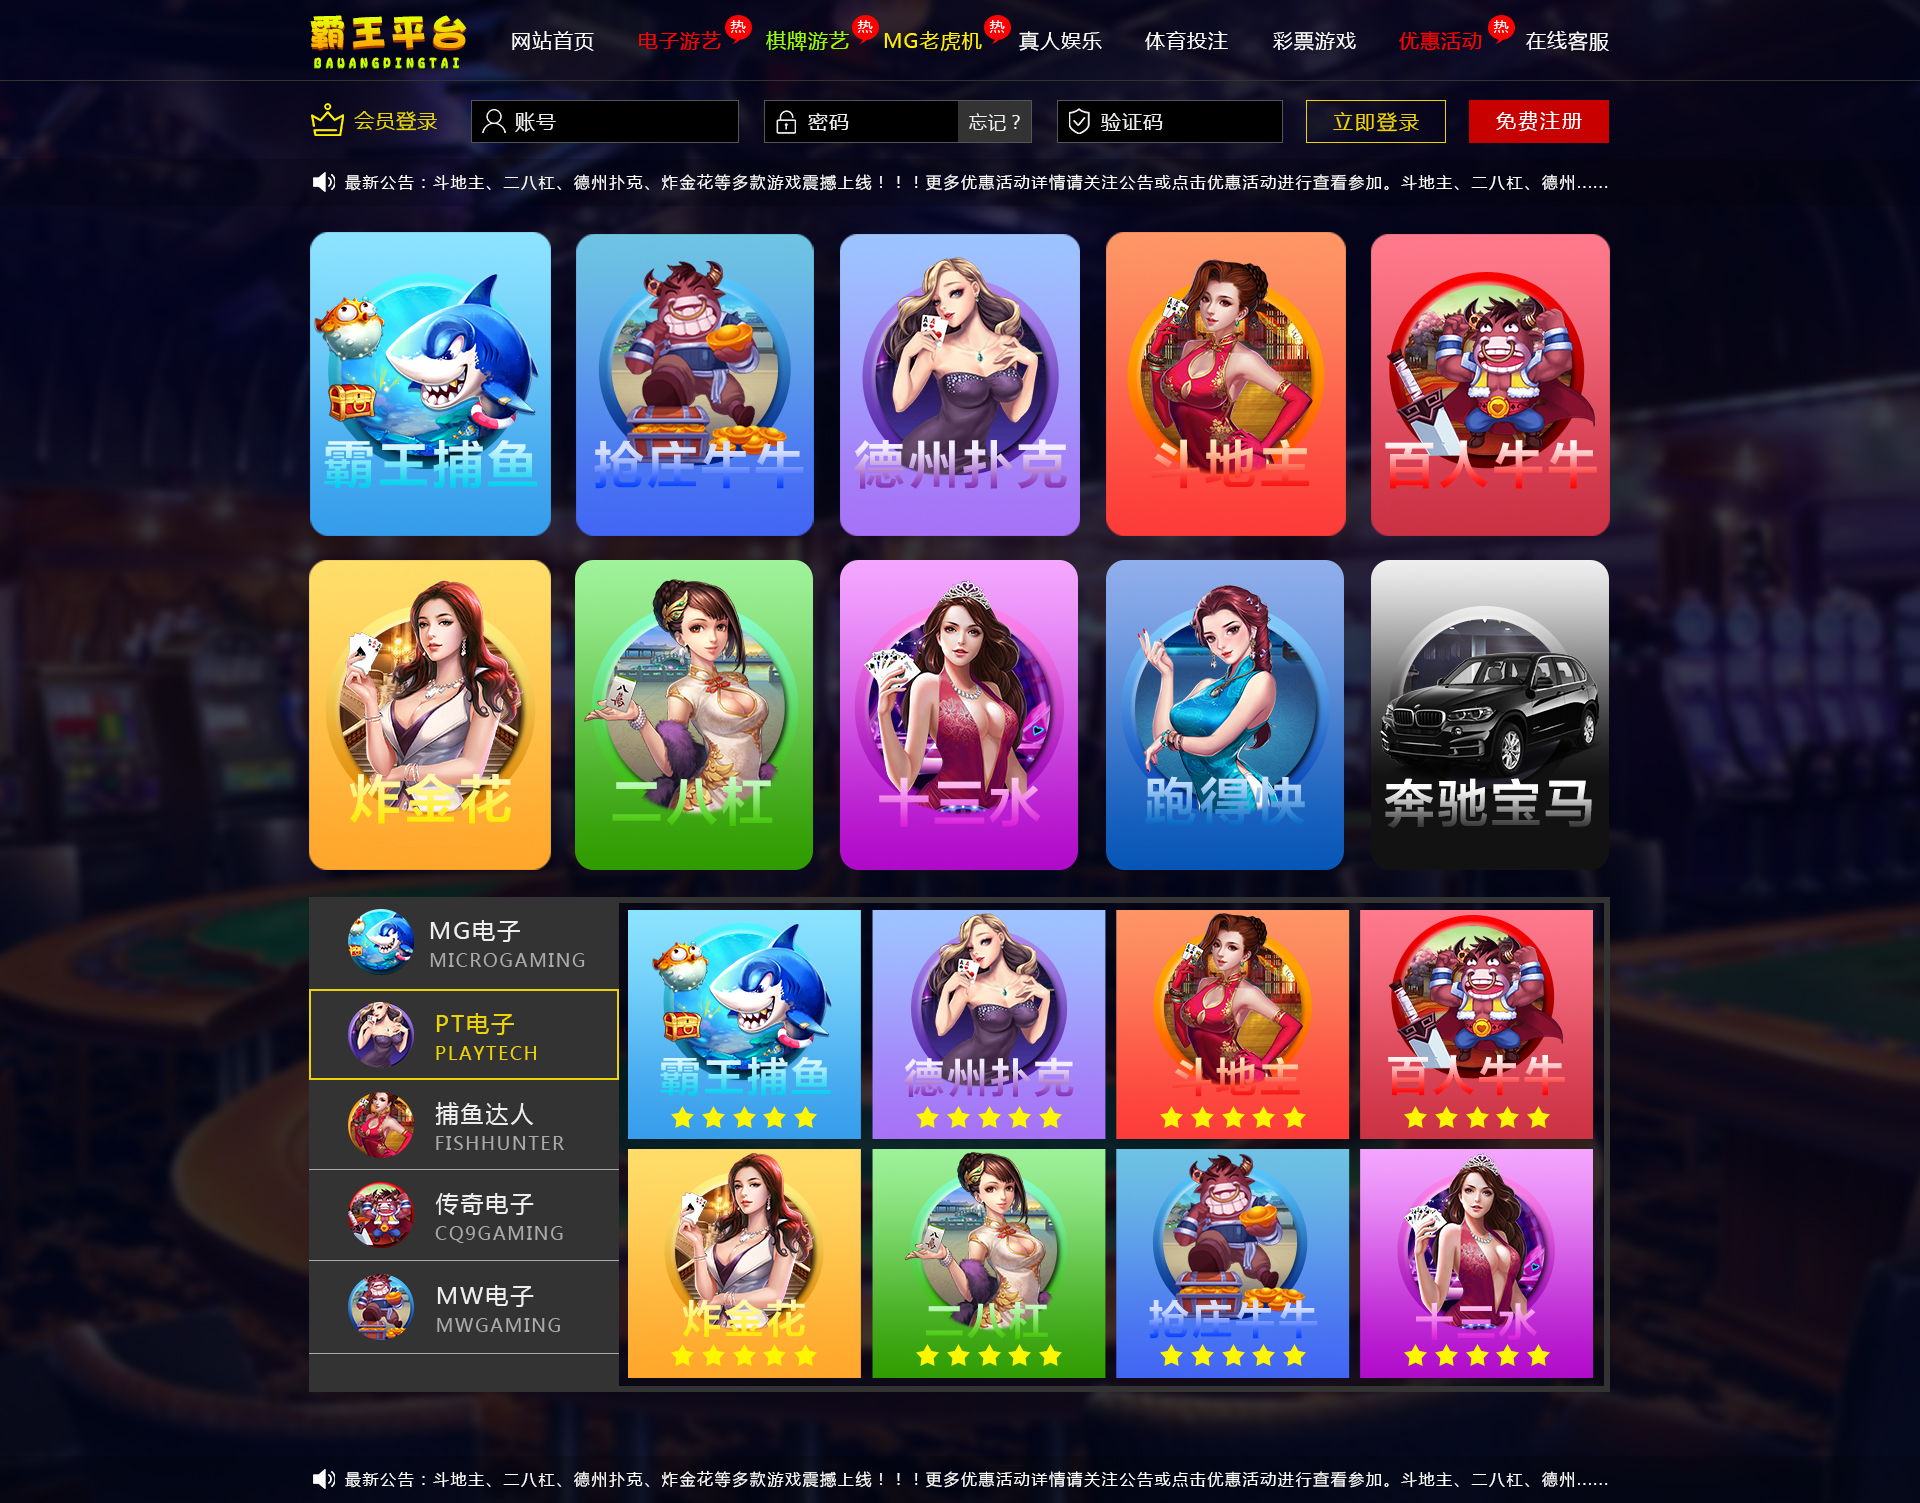 霸王平台
BAWANGPINGTAI
网站首页 电子游艺 热 棋牌游艺 热 MG老虎机 热 真人娱乐 体育投注 彩票游戏 优惠活动 热 在线客服
会员登录 账号 密码 忘记？ 验证码 立即登录 免费注册
最新公告：斗地主、二八杠、德州扑克、炸金花等多款游戏震撼上线！！！更多优惠活动详情请关注公告或点击优惠活动进行查看参加。斗地主、二八杠、德州......
霸王捕鱼 抢庄牛牛 德州扑克 斗地主 百人牛牛
炸金花 二八杠 十三水 跑得快 奔驰宝马
MG电子
MICROGAMING
PT电子
PLAYTECH
捕鱼达人
FISHHUNTER
传奇电子
CQ9GAMING
MW电子
MWGAMING
霸王捕鱼 德州扑克 斗地主 百人牛牛
炸金花 二八杠 抢庄牛牛 十三水
最新公告：斗地主、二八杠、德州扑克、炸金花等多款游戏震撼上线！！！更多优惠活动详情请关注公告或点击优惠活动进行查看参加。斗地主、二八杠、德州......